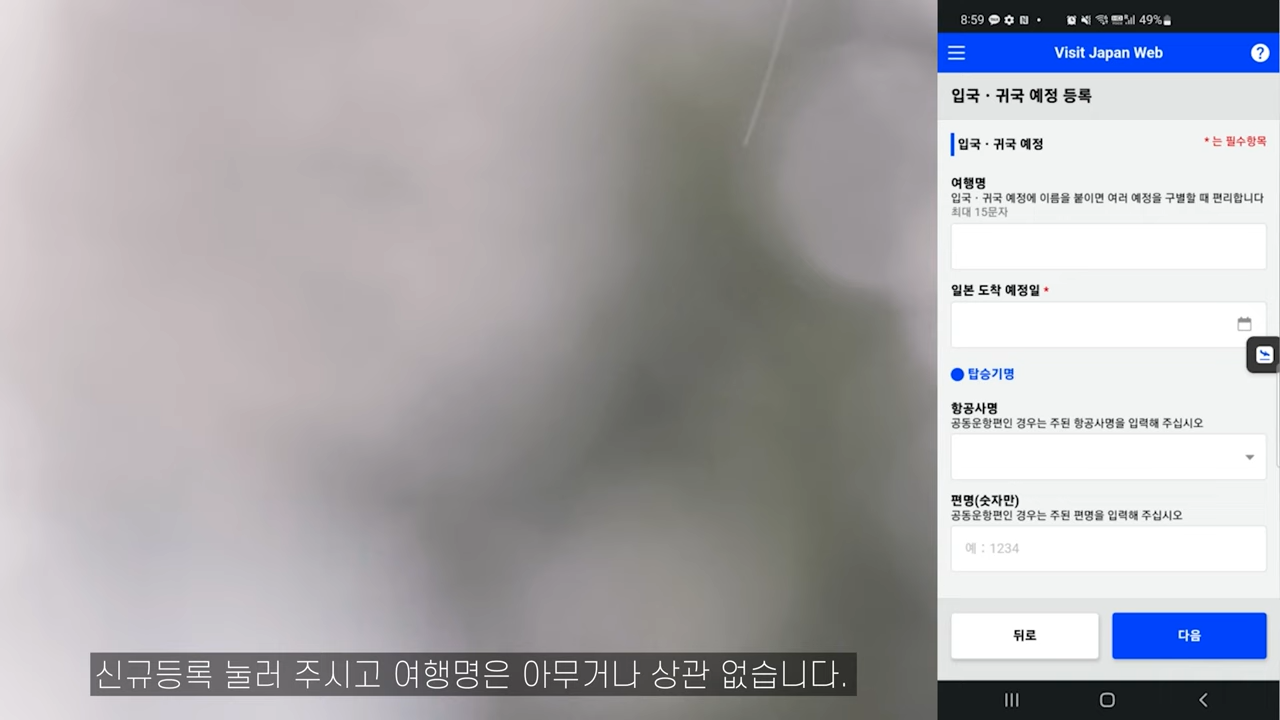 8:59
49%
Visit Japan Web
?
입국 · 귀국 예정 등록
입국 · 귀국 예정
* 는 필수항목
여행명
입국 · 귀국 예정에 이름을 붙이면 여러 예정을 구별할 때 편리합니다
최대 15문자
일본 도착 예정일 *
탑승기명
항공사명
공동운항편인 경우는 주된 항공사명을 입력해 주십시오
편명(숫자만)
공동운항편인 경우는 주된 편명을 입력해 주십시오
예 : 1234
뒤로
다음
신규등록 눌러 주시고 여행명은 아무거나 상관 없습니다.